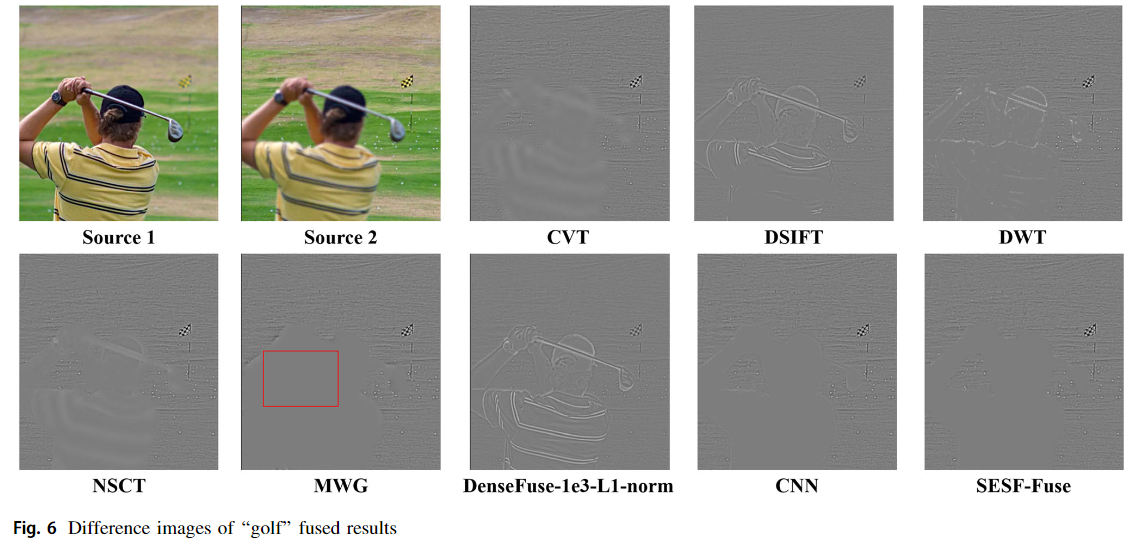 Source 1
Source 2
CVT
DSIFT
DWT
NSCT
MWG
DenseFuse-1e3-L1-norm
CNN
SESF-Fuse
Fig. 6 Difference images of “golf” fused results